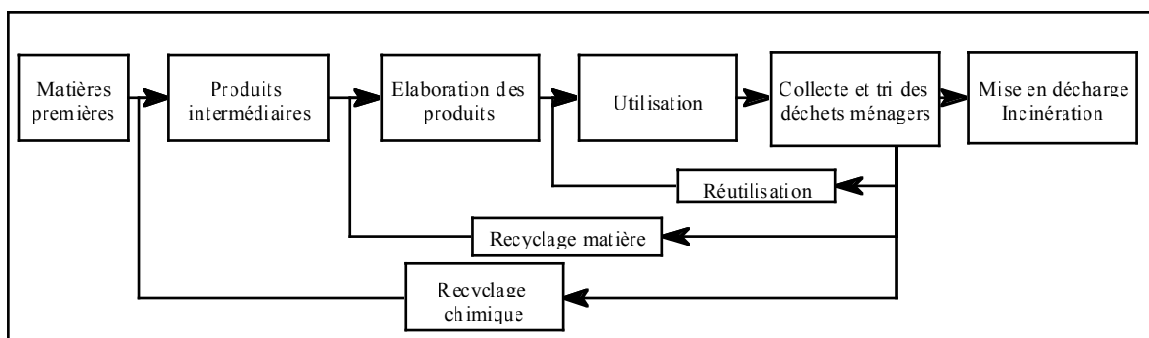 Matières
premières
Produits
intermédiaires
Elaboration des
produits
Utilisation
Collecte et tri des
déchets ménagers
Mise en décharge
Incinération
Réutilisation
Recyclage matière
Recyclage
chimique